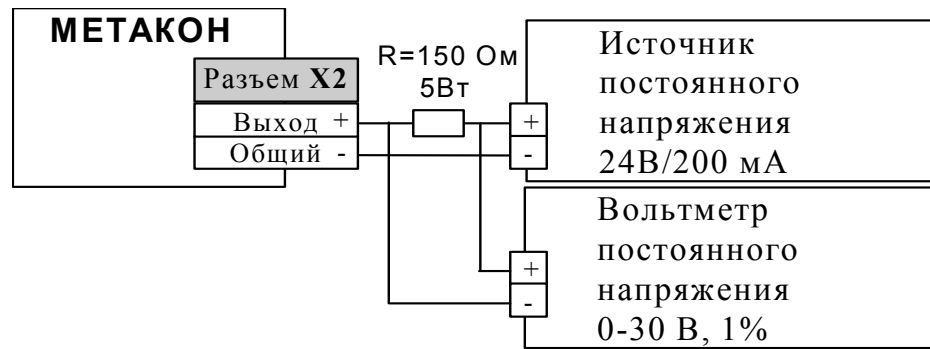 МЕТАКОН
Разъем X2
Выход +
Общий -
R=150 Ом
5Вт
+
-
Источник
постоянного
напряжения
24В/200 мА
+
-
Вольтметр
постоянного
напряжения
0-30 В, 1%